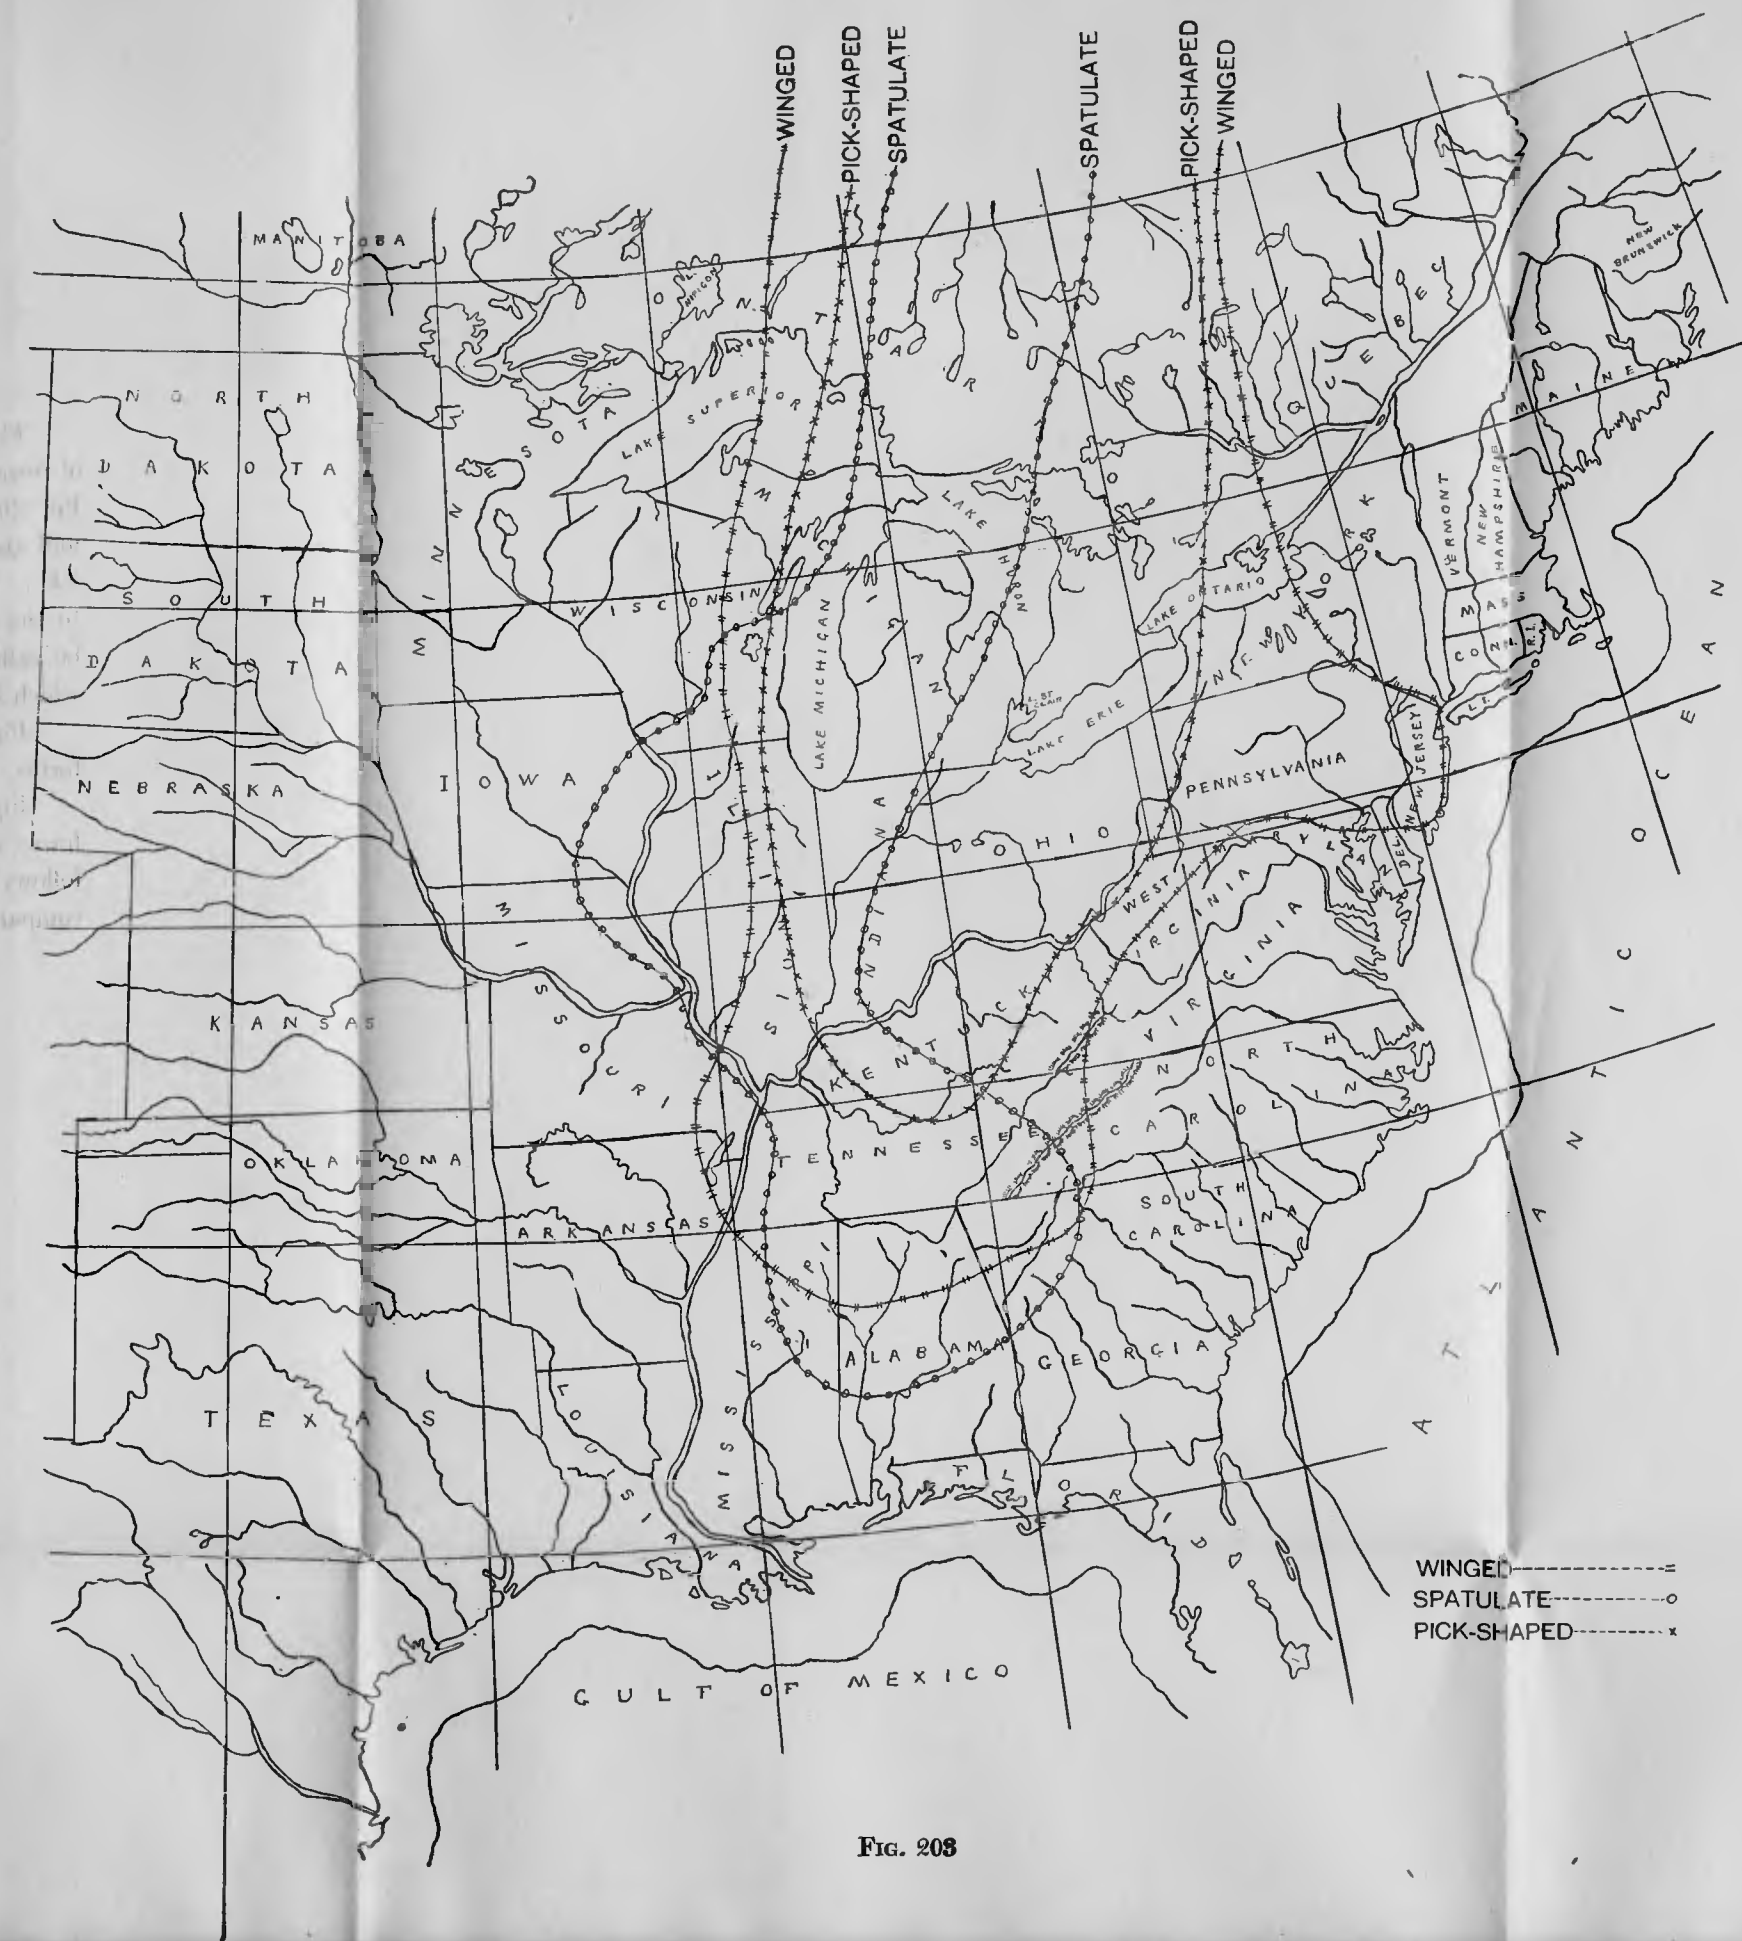 WINGED
PICK-SHAPED
SPATULATE
SPATULATE
PICK-SHAPED
WINGED
MANITOBA
L. NIPIGON
ONTARIO
QUEBEC
NEW
BRUNSWICK
MAINE
NORTH
DAKOTA
MINNESOTA
LAKE SUPERIOR
LAKE HURON
VERMONT
NEW
HAMPSHIRE
MASS
CONN.
R.I.
L.I.
SOUTH
DAKOTA
WISCONSIN
MICHIGAN
LAKE MICHIGAN
LAKE ONTARIO
NEW YORK
L. ST.
CLAIR
LAKE ERIE
NEBRASKA
IOWA
ILLINOIS
INDIANA
OHIO
PENNSYLVANIA
NEW JERSEY
DEL.
MARYLAND
WEST
VIRGINIA
VIRGINIA
KANSAS
MISSOURI
KENTUCKY
NORTH
CAROLINA
TENNESSEE
OKLAHOMA
ARKANSAS
SOUTH
CAROLINA
TEXAS
LOUISIANA
MISSISSIPPI
ALABAMA
GEORGIA
FLORIDA
ATLANTIC OCEAN
GULF OF MEXICO
WINGED =
SPATULATE o
PICK-SHAPED x
FIG. 203